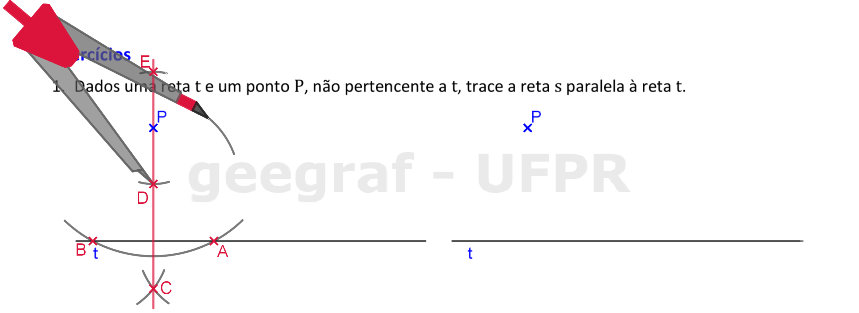 rcícios
E
1. Dados uma reta t e um ponto P, não pertencente a t, trace a reta s paralela à reta t.
P P
geegraf - UFPR
D
B t A t
C